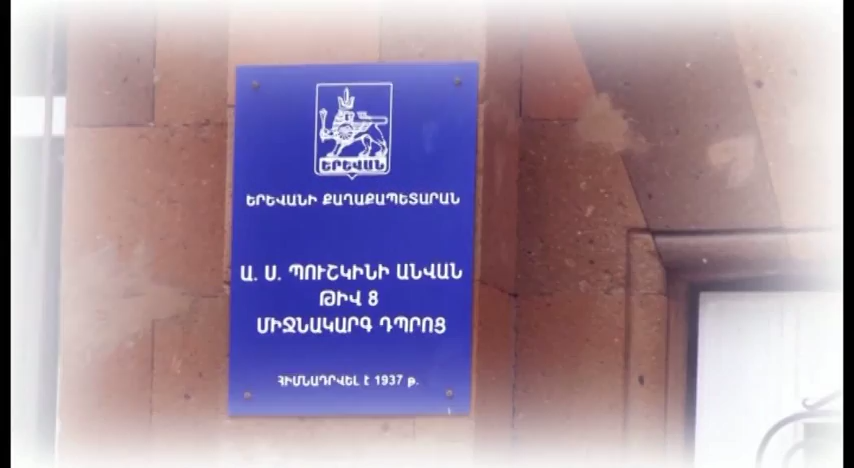 ԵՐԵՎԱՆ
ԵՐԵՎԱՆԻ ՔԱՂԱՔԱՊԵՏԱՐԱՆ
Ա. Ս. ՊՈՒՇԿԻՆԻ ԱՆՎԱՆ
ԹԻՎ 8
ՄԻՋՆԱԿԱՐԳ ԴՊՐՈՑ
ՀԻՄՆԱԴՐՎԵԼ Է 1937 թ.